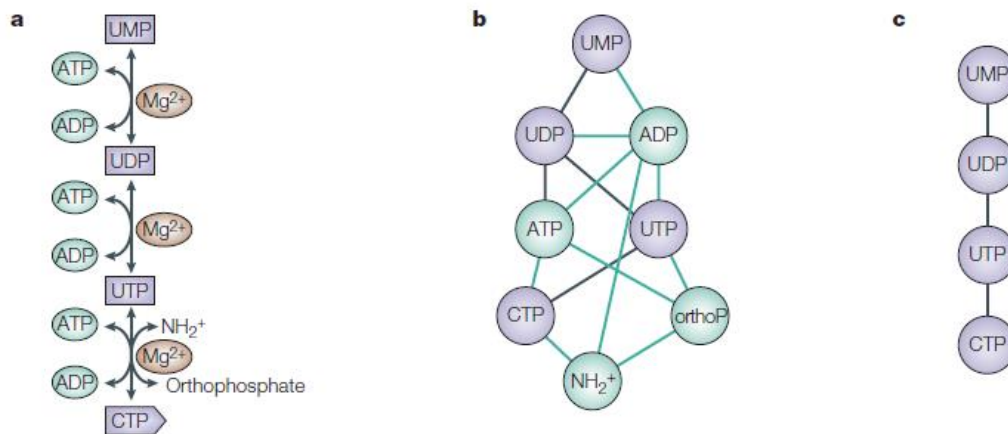 a
UMP
ATP
Mg²⁺
ADP
UDP
ATP
Mg²⁺
ADP
UTP
ATP
NH₂⁺
Mg²⁺
ADP
Orthophosphate
CTP
b
UMP
UDP
ADP
ATP
UTP
CTP
orthoP
NH₂⁺
c
UMP
UDP
UTP
CTP